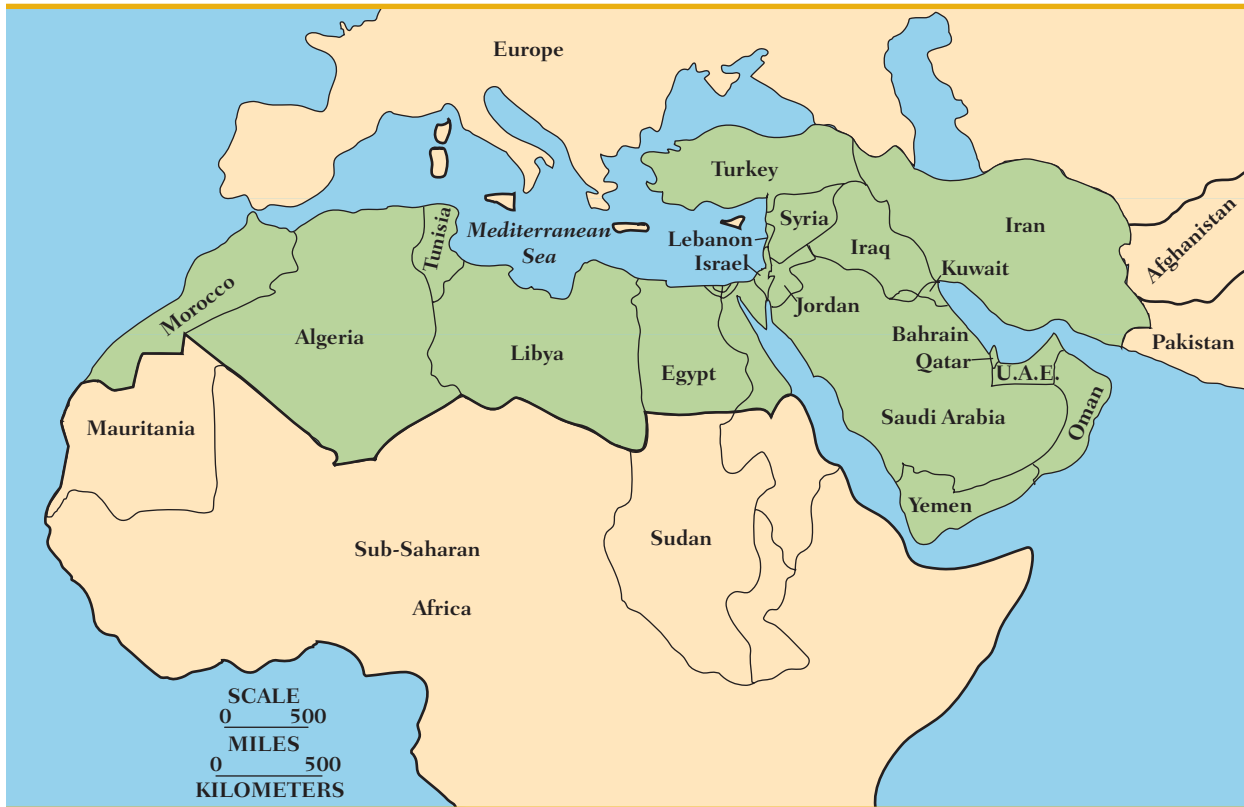 Europe
Turkey
Tunisia
Mediterranean
Sea
Syria
Lebanon
Israel
Iraq
Iran
Afghanistan
Kuwait
Jordan
Morocco
Algeria
Libya
Egypt
Bahrain
Qatar
U.A.E.
Pakistan
Saudi Arabia
Oman
Mauritania
Yemen
Sudan
Sub-Saharan
Africa
SCALE
0 500
MILES
0 500
KILOMETERS